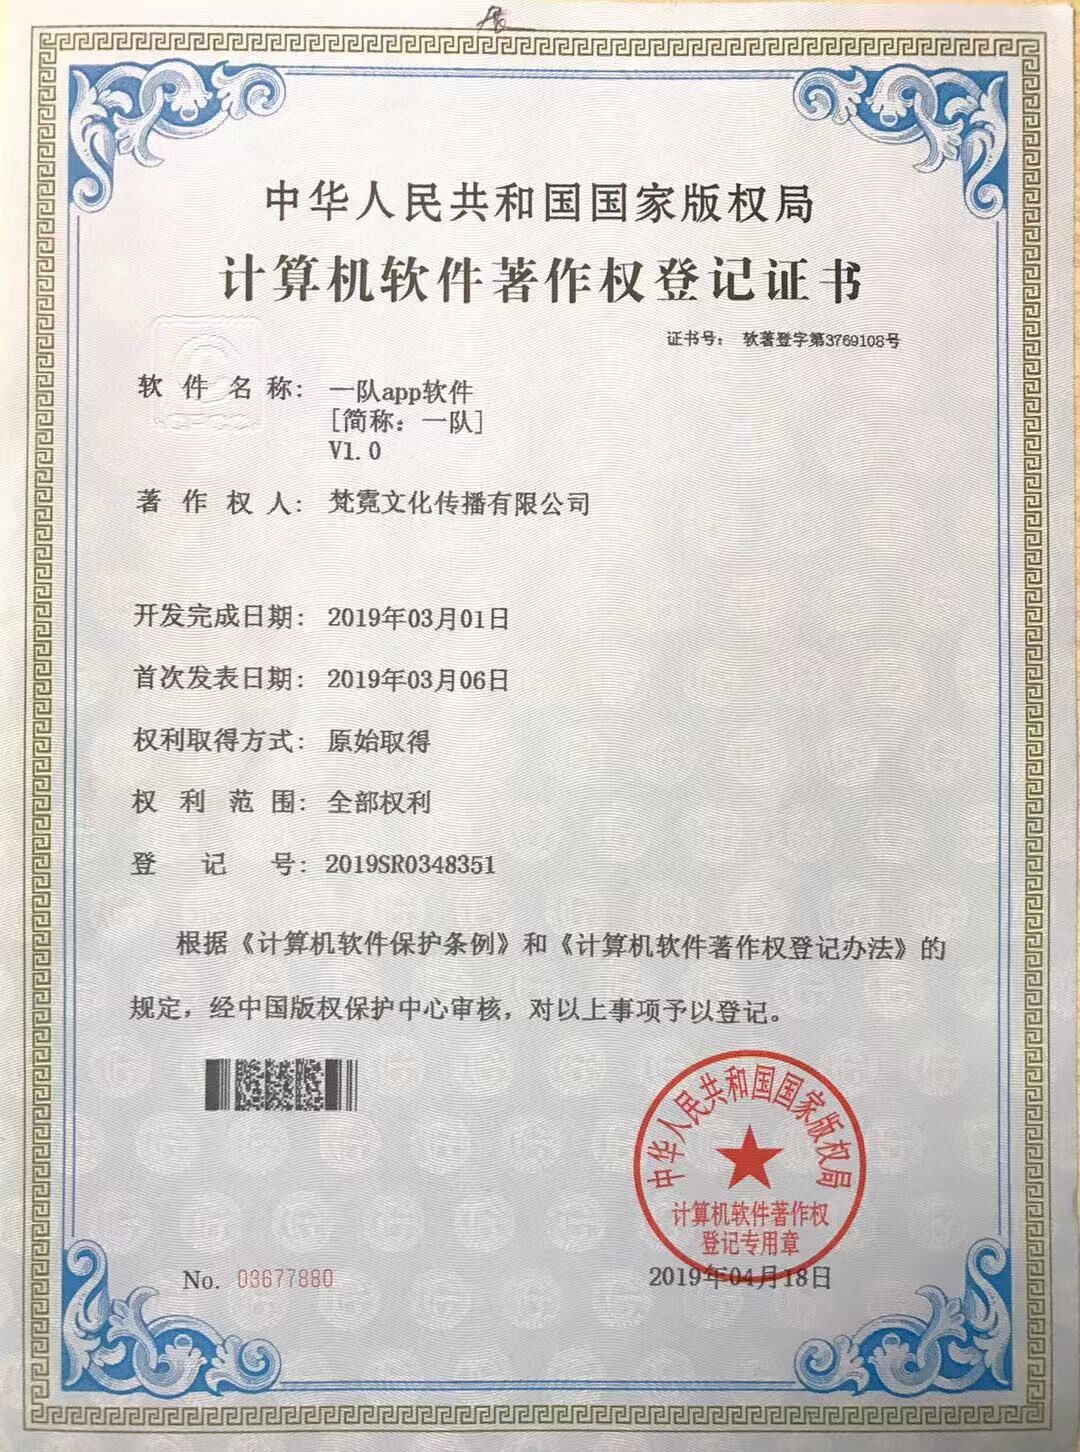 中华人民共和国国家版权局
计算机软件著作权登记证书
证书号： 软著登字第3769108号
软件名称： 一队app软件
[简称：一队]
V1.0
著作权人： 梵霓文化传播有限公司
开发完成日期： 2019年03月01日
首次发表日期： 2019年03月06日
权利取得方式： 原始取得
权利范围： 全部权利
登记号： 2019SR0348351
根据《计算机软件保护条例》和《计算机软件著作权登记办法》的
规定，经中国版权保护中心审核，对以上事项予以登记。
中华人民共和国国家版权局
计算机软件著作权
登记专用章
No. 03677880
2019年04月18日